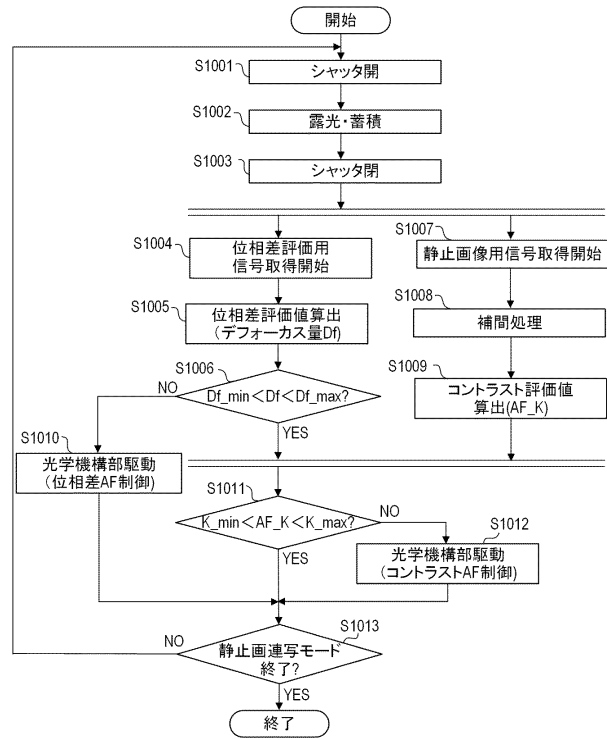 開始
S1001
シャッタ開
S1002
露光・蓄積
S1003
シャッタ閉
S1004
位相差評価用
信号取得開始
S1007
静止画像用信号取得開始
S1005
位相差評価値算出
(デフォーカス量Df)
S1008
補間処理
S1006
NO
Df_min<Df<Df_max?
YES
S1009
コントラスト評価値
算出(AF_K)
S1010
光学機構部駆動
(位相差AF制御)
S1011
K_min<AF_K<K_max?
NO
YES
S1012
光学機構部駆動
(コントラストAF制御)
S1013
NO
静止画連写モード
終了?
YES
終了